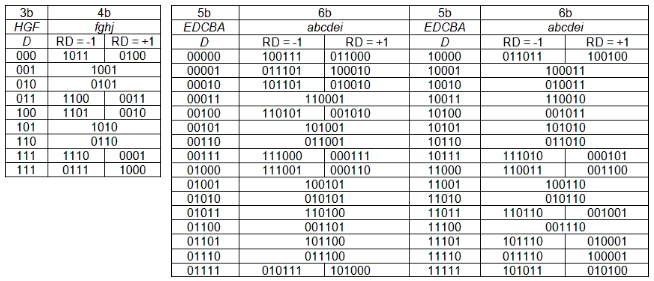 3b 4b
HGF fghj
D RD = -1 RD = +1
000 1011 0100
001 1001
010 0101
011 1100 0011
100 1101 0010
101 1010
110 0110
111 1110 0001
111 0111 1000
5b 6b 5b 6b
EDCBA abcdei EDCBA abcdei
D RD = -1 RD = +1 D RD = -1 RD = +1
00000 100111 011000 10000 011011 100100
00001 011101 100010 10001 100011
00010 101101 010010 10010 010011
00011 110001 10011 110010
00100 110101 001010 10100 001011
00101 101001 10101 101010
00110 011001 10110 011010
00111 111000 000111 10111 111010 000101
01000 111001 000110 11000 110011 001100
01001 100101 11001 100110
01010 010101 11010 010110
01011 110100 11011 110110 001001
01100 001101 11100 001110
01101 101100 11101 101110 010001
01110 011100 11110 011110 100001
01111 010111 101000 11111 101011 010100